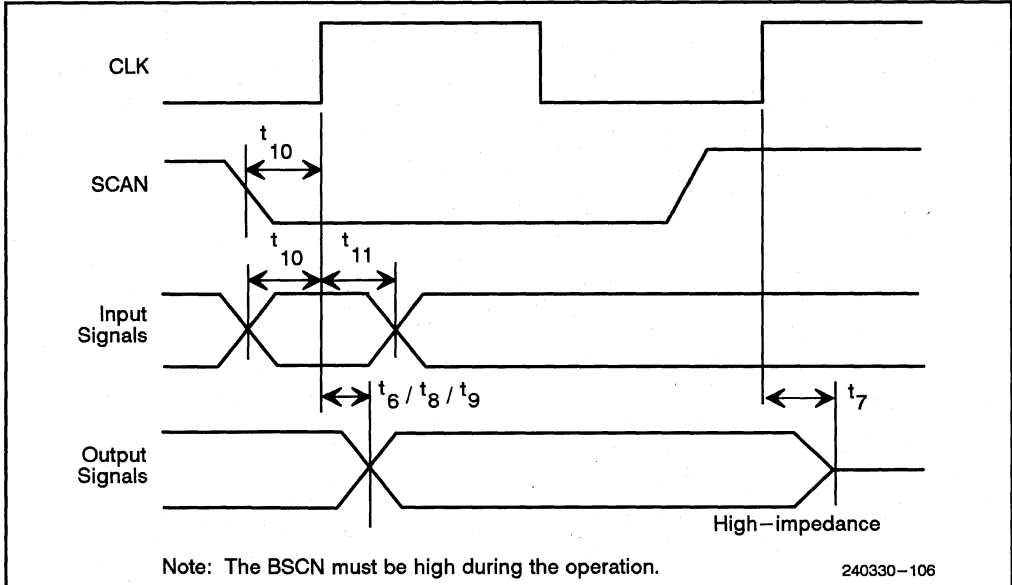 CLK
t10
SCAN
t10
t11
Input
Signals
t6 / t8 / t9
t7
Output
Signals
High–impedance
Note: The BSCN must be high during the operation.
240330–106